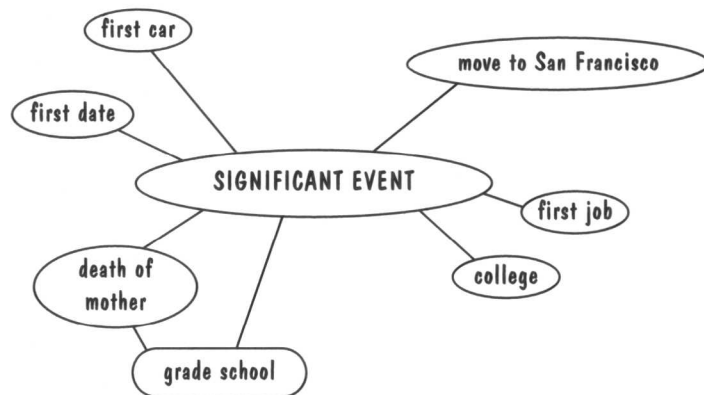 first car
move to San Francisco
first date
SIGNIFICANT EVENT
first job
death of
mother
college
grade school